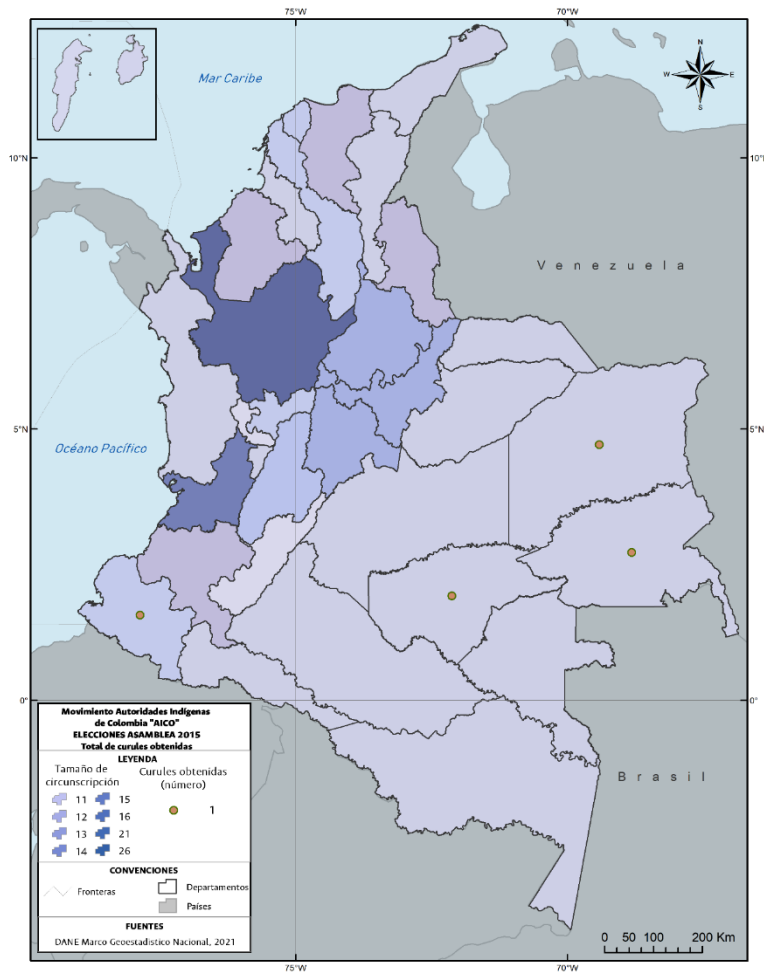 75°W
70°W
Mar Caribe
N
W
E
S
10°N
10°N
Venezuela
5°N
5°N
Océano Pacífico
0°
0°
Movimiento Autoridades Indígenas
de Colombia "AICO"
ELECCIONES ASAMBLEA 2015
Total de curules obtenidas
LEYENDA
Tamaño de circunscripción
Curules obtenidas (número)
11
15
1
12
16
13
21
14
26
CONVENCIONES
Fronteras
Departamentos
Países
FUENTES
DANE Marco Geoestadistico Nacional, 2021
Brasil
0 50 100 200 Km
75°W
70°W